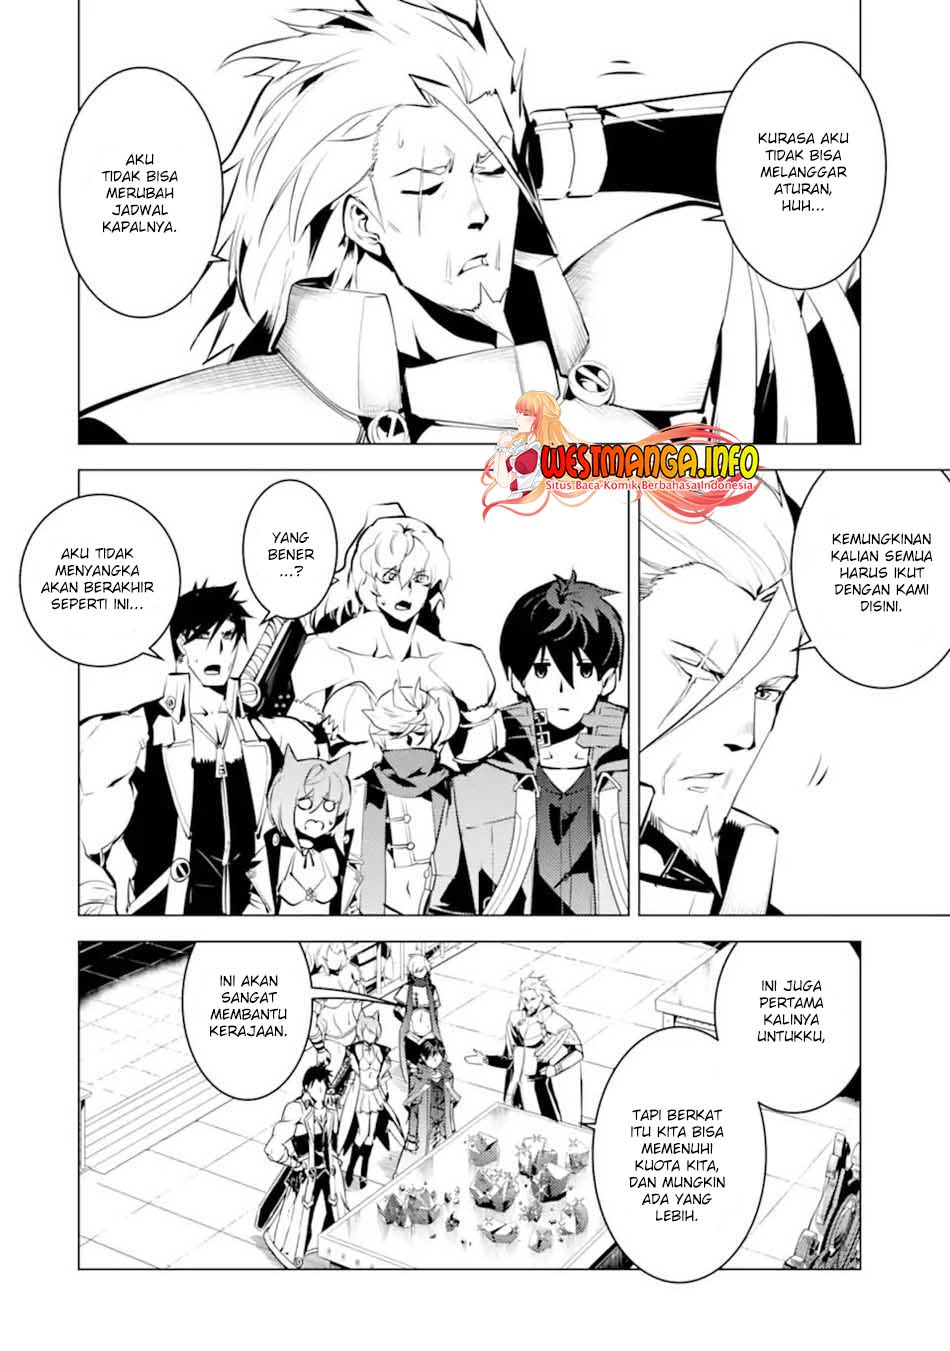 KURASA AKU
TIDAK BISA
MELANGGAR
ATURAN,
HUH...
AKU
TIDAK BISA
MERUBAH
JADWAL
KAPALNYA.
WESTMANGA.INFO
Situs Baca Komik Berbahasa Indonesia
KEMUNGKINAN
KALIAN SEMUA
HARUS IKUT
DENGAN KAMI
DISINI.
YANG
BENER
...?
AKU TIDAK
MENYANGKA
AKAN BERAKHIR
SEPERTI INI...
INI JUGA
PERTAMA
KALINYA
UNTUKKU,
TAPI BERKAT
ITU KITA BISA
MEMENUHI
KUOTA KITA,
DAN MUNGKIN
ADA YANG
LEBIH.
INI AKAN
SANGAT
MEMBANTU
KERAJAAN.